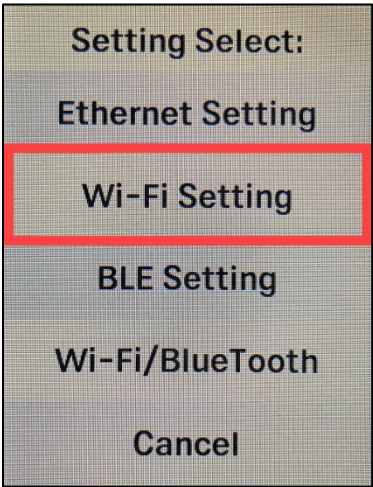 Setting Select:
Ethernet Setting
Wi-Fi Setting
BLE Setting
Wi-Fi/BlueTooth
Cancel